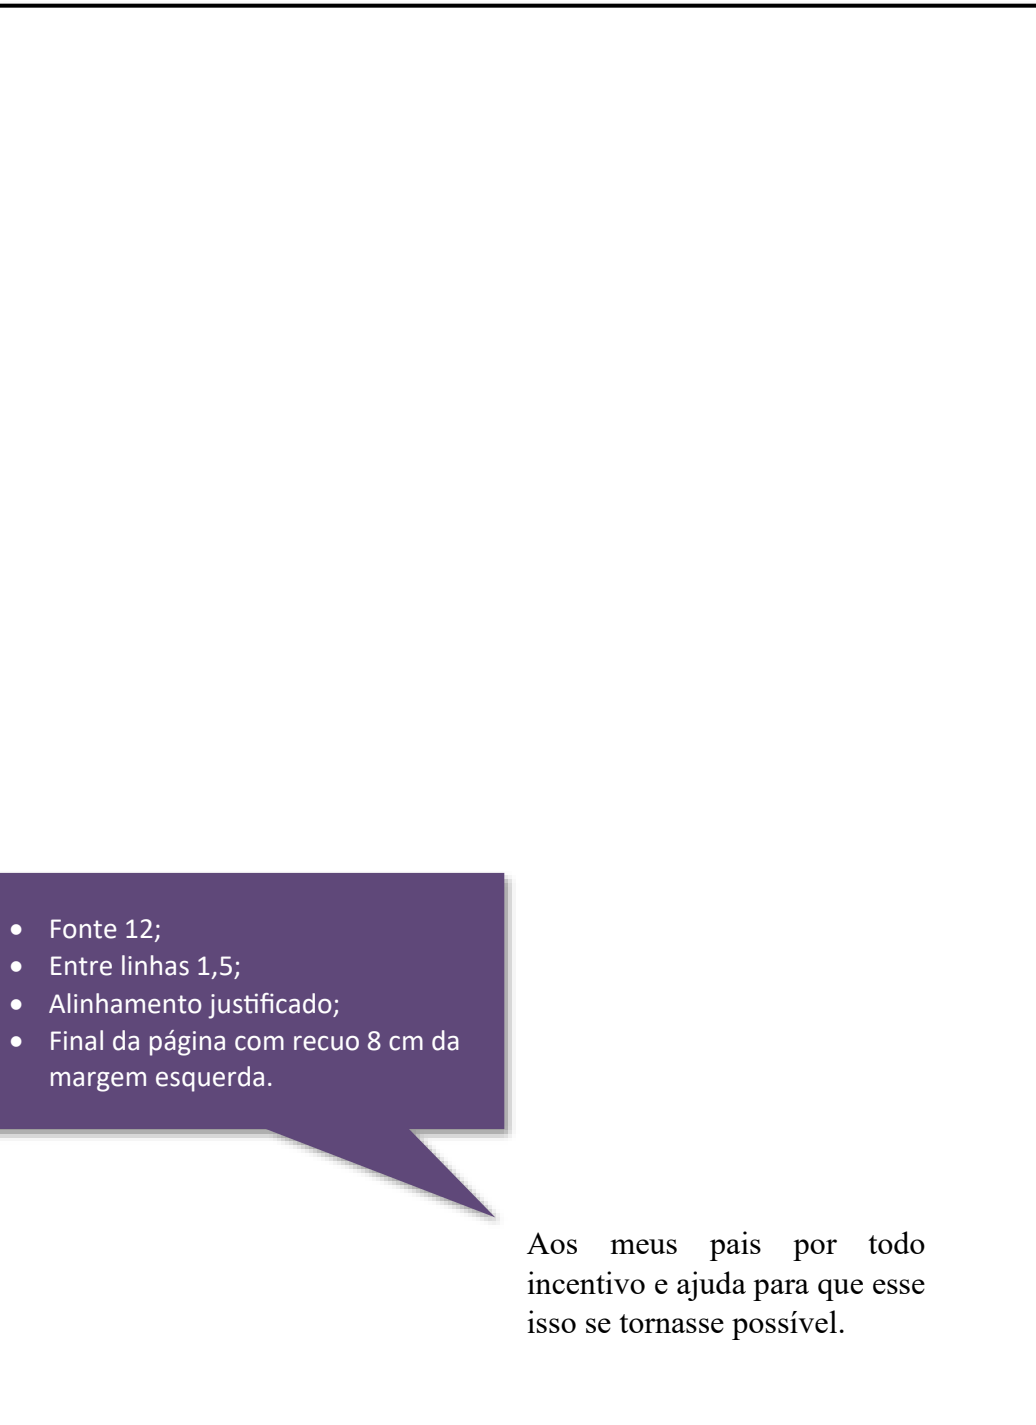 • Fonte 12;
• Entre linhas 1,5;
• Alinhamento justificado;
• Final da página com recuo 8 cm da
margem esquerda.
Aos meus pais por todo
incentivo e ajuda para que esse
isso se tornasse possível.